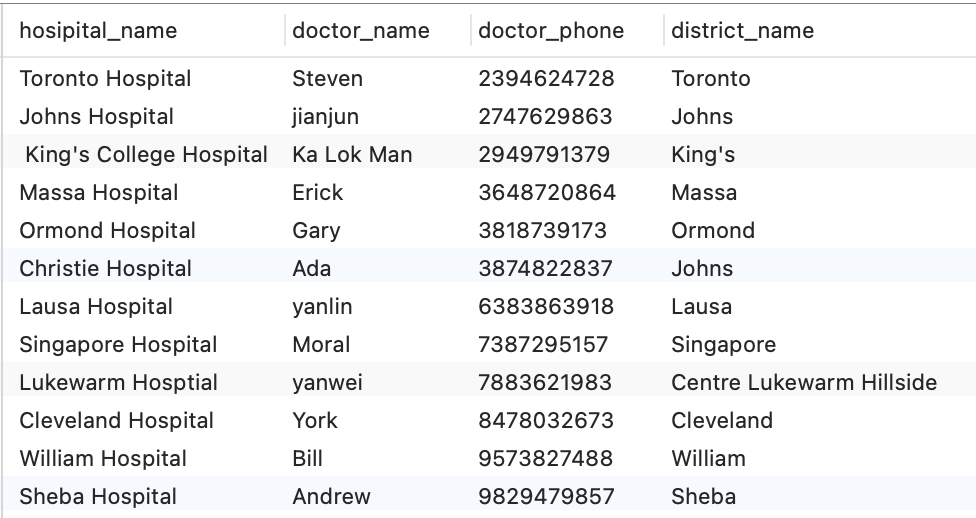 hosipital_name doctor_name doctor_phone district_name
Toronto Hospital Steven 2394624728 Toronto
Johns Hospital jianjun 2747629863 Johns
King's College Hospital Ka Lok Man 2949791379 King's
Massa Hospital Erick 3648720864 Massa
Ormond Hospital Gary 3818739173 Ormond
Christie Hospital Ada 3874822837 Johns
Lausa Hospital yanlin 6383863918 Lausa
Singapore Hospital Moral 7387295157 Singapore
Lukewarm Hosptial yanwei 7883621983 Centre Lukewarm Hillside
Cleveland Hospital York 8478032673 Cleveland
William Hospital Bill 9573827488 William
Sheba Hospital Andrew 9829479857 Sheba